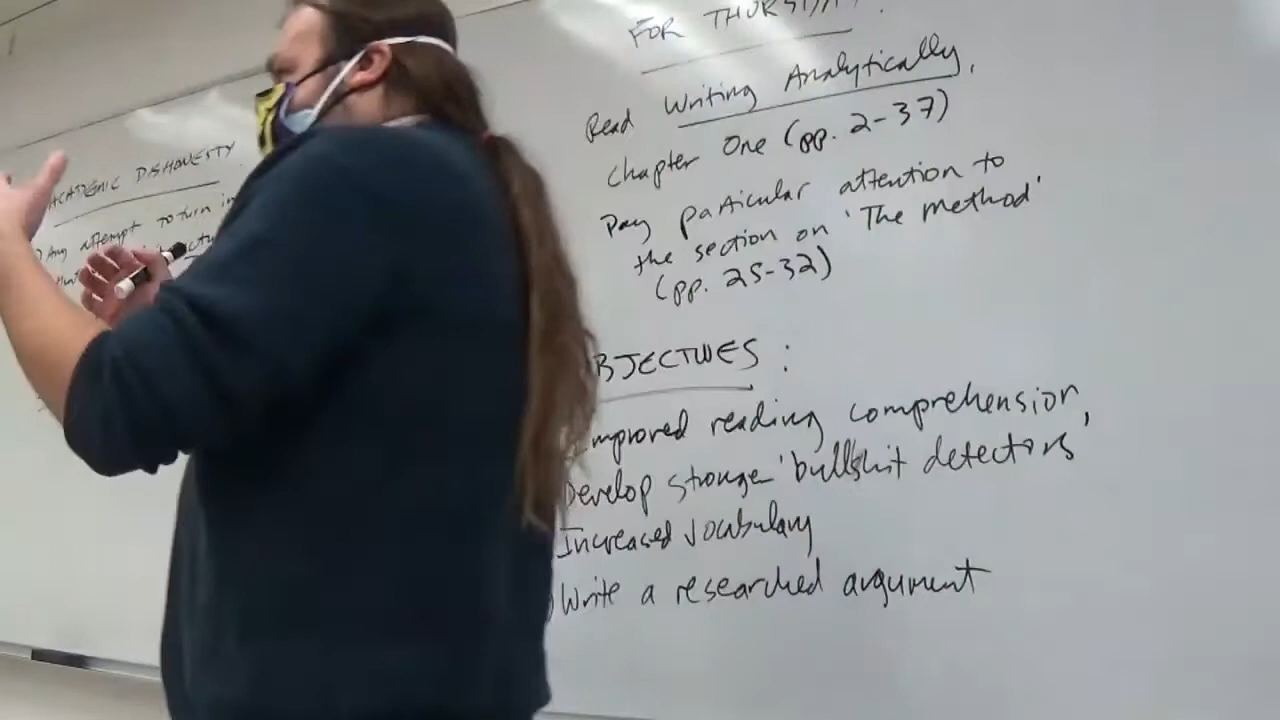 ACADEMIC DISHONESTY
Any attempt to turn in
FOR THURSDAY:
Read Writing Analytically,
Chapter One (pp. 2-37)
Pay particular attention to
the section on 'The Method'
(pp. 25-32)
BJECTIVES:
Improved reading comprehension,
Develop stronger 'bullshit detectors'
Increased vocabulary
Write a researched argument